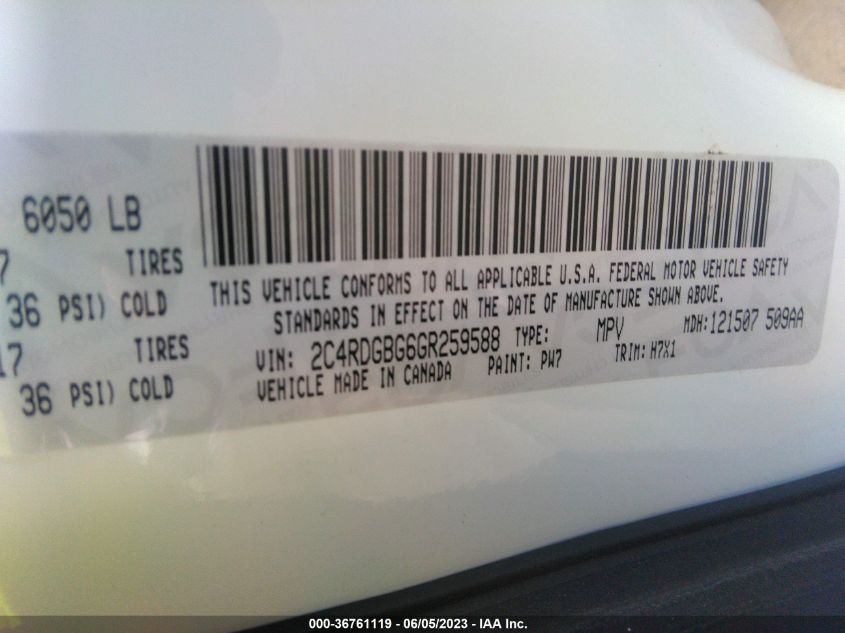 6050 LB
7 TIRES
36 PSI) COLD
17 TIRES
36 PSI) COLD
THIS VEHICLE CONFORMS TO ALL APPLICABLE U.S.A. FEDERAL MOTOR VEHICLE SAFETY
STANDARDS IN EFFECT ON THE DATE OF MANUFACTURE SHOWN ABOVE.
VIN: 2C4RDGBG6GR259588 TYPE: MPV MDH:121507 509AA
VEHICLE MADE IN CANADA PAINT: PW7 TRIM: H7X1
000-36761119 - 06/05/2023 - IAA Inc.